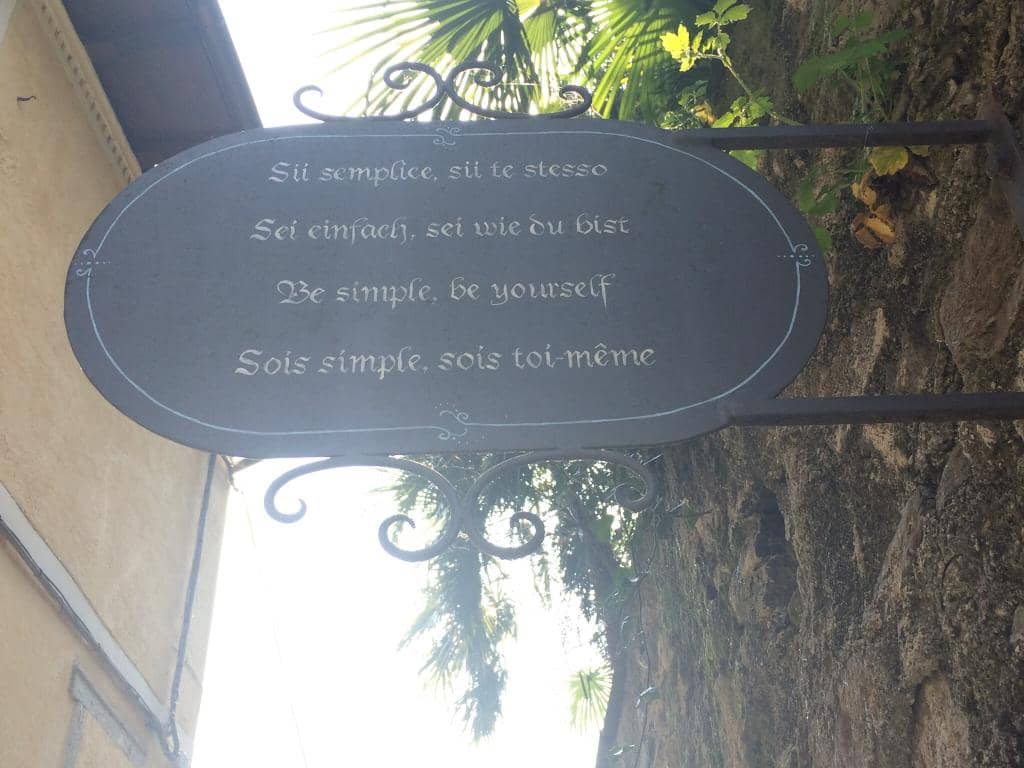 Sii semplice, sii te stesso
Sei einfach, sei wie du bist
Be simple, be yourself
Sois simple, sois toi-même